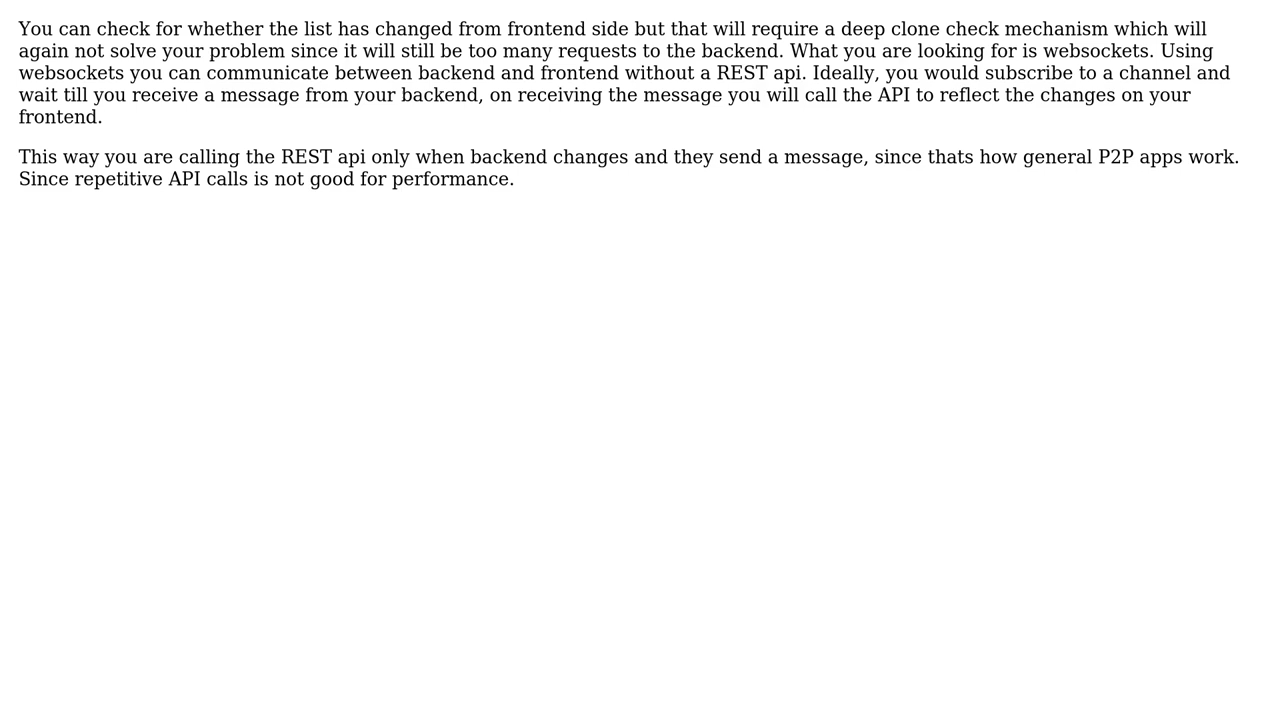 You can check for whether the list has changed from frontend side but that will require a deep clone check mechanism which will
again not solve your problem since it will still be too many requests to the backend. What you are looking for is websockets. Using
websockets you can communicate between backend and frontend without a REST api. Ideally, you would subscribe to a channel and
wait till you receive a message from your backend, on receiving the message you will call the API to reflect the changes on your
frontend.
This way you are calling the REST api only when backend changes and they send a message, since thats how general P2P apps work.
Since repetitive API calls is not good for performance.